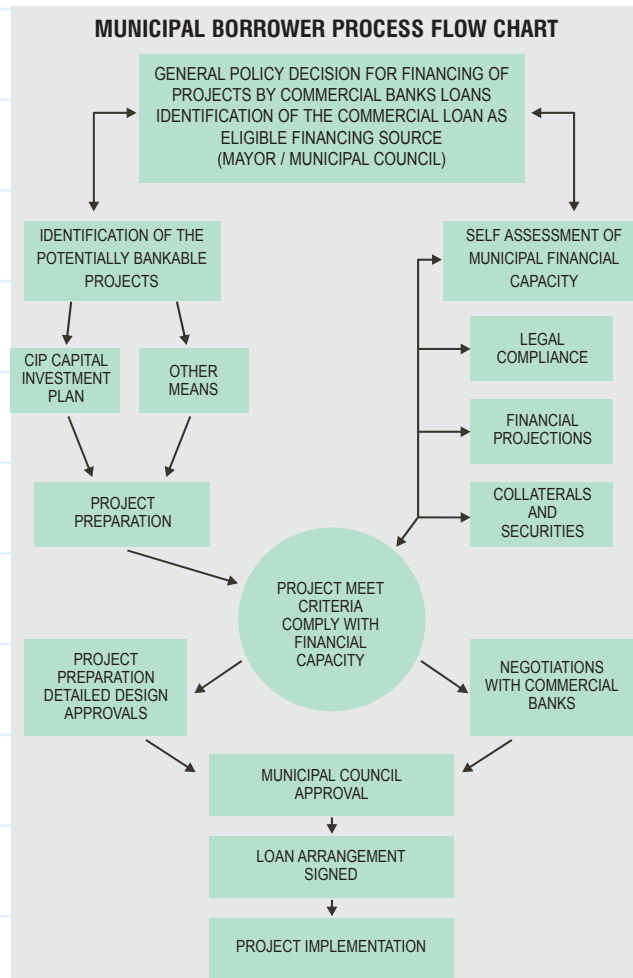 MUNICIPAL BORROWER PROCESS FLOW CHART
GENERAL POLICY DECISION FOR FINANCING OF
PROJECTS BY COMMERCIAL BANKS LOANS
IDENTIFICATION OF THE COMMERCIAL LOAN AS
ELIGIBLE FINANCING SOURCE
(MAYOR / MUNICIPAL COUNCIL)
IDENTIFICATION OF THE
POTENTIALLY BANKABLE
PROJECTS
SELF ASSESSMENT OF
MUNICIPAL FINANCIAL
CAPACITY
CIP CAPITAL
INVESTMENT
PLAN
OTHER
MEANS
LEGAL
COMPLIANCE
FINANCIAL
PROJECTIONS
PROJECT
PREPARATION
COLLATERALS
AND
SECURITIES
PROJECT MEET
CRITERIA
COMPLY WITH
FINANCIAL
CAPACITY
PROJECT
PREPARATION
DETAILED DESIGN
APPROVALS
NEGOTIATIONS
WITH COMMERCIAL
BANKS
MUNICIPAL COUNCIL
APPROVAL
LOAN ARRANGEMENT
SIGNED
PROJECT IMPLEMENTATION